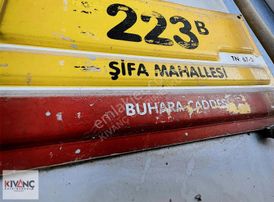 223B
ŞİFA MAHALLESİ
BUHARA CADDESİ
KIVANÇ